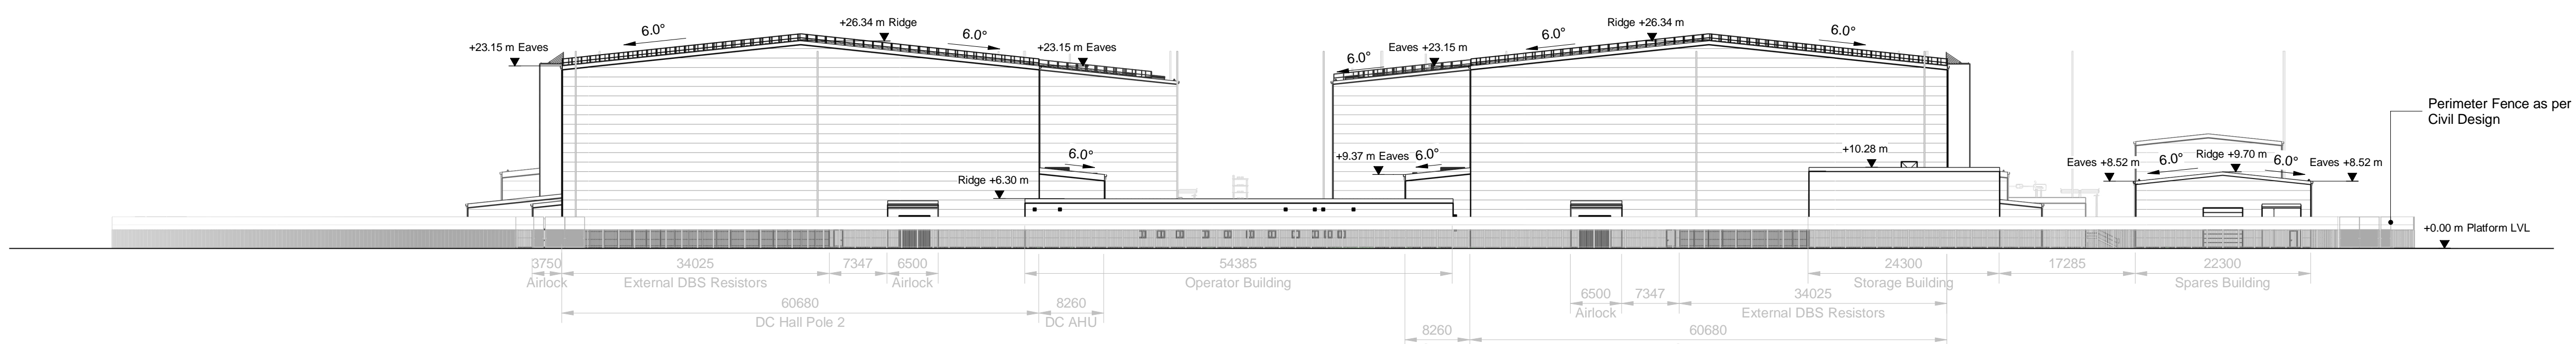 +26.34 m Ridge
Ridge +26.34 m
6.0°
6.0°
6.0°
6.0°
+23.15 m Eaves
+23.15 m Eaves
Eaves +23.15 m
6.0°
Perimeter Fence as per
Civil Design
+10.28 m
6.0°
+9.37 m Eaves
6.0°
Eaves +8.52 m
6.0°
Ridge +9.70 m
6.0°
Eaves +8.52 m
Ridge +6.30 m
+0.00 m Platform LVL
3750
34025
7347
6500
54385
24300
17285
22300
Airlock
External DBS Resistors
Airlock
Operator Building
Storage Building
Spares Building
60680
8260
6500
7347
34025
DC Hall Pole 2
DC AHU
Airlock
External DBS Resistors
8260
60680